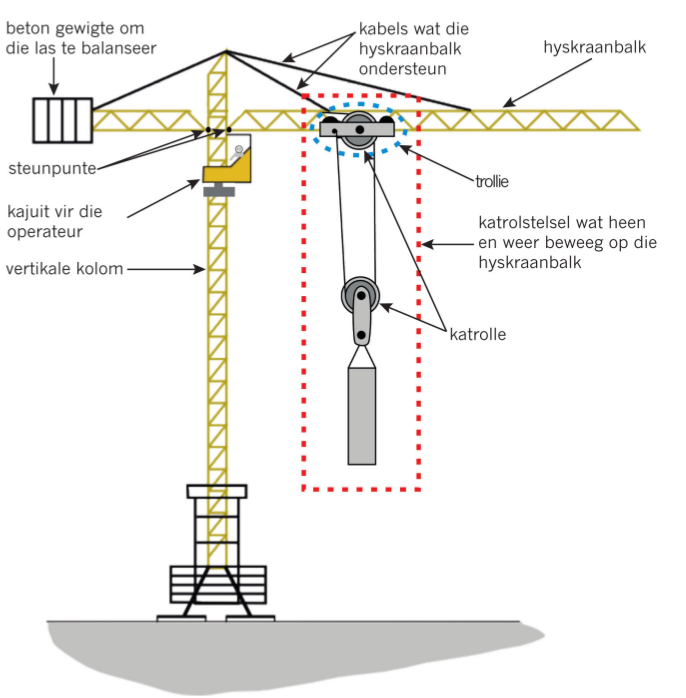 beton gewigte om
die las te balanseer
kabels wat die
hyskraanbalk
ondersteun
hyskraanbalk
steunpunte
trollie
kajuit vir die
operateur
katrolstelsel wat heen
en weer beweeg op die
hyskraanbalk
vertikale kolom
katrolle